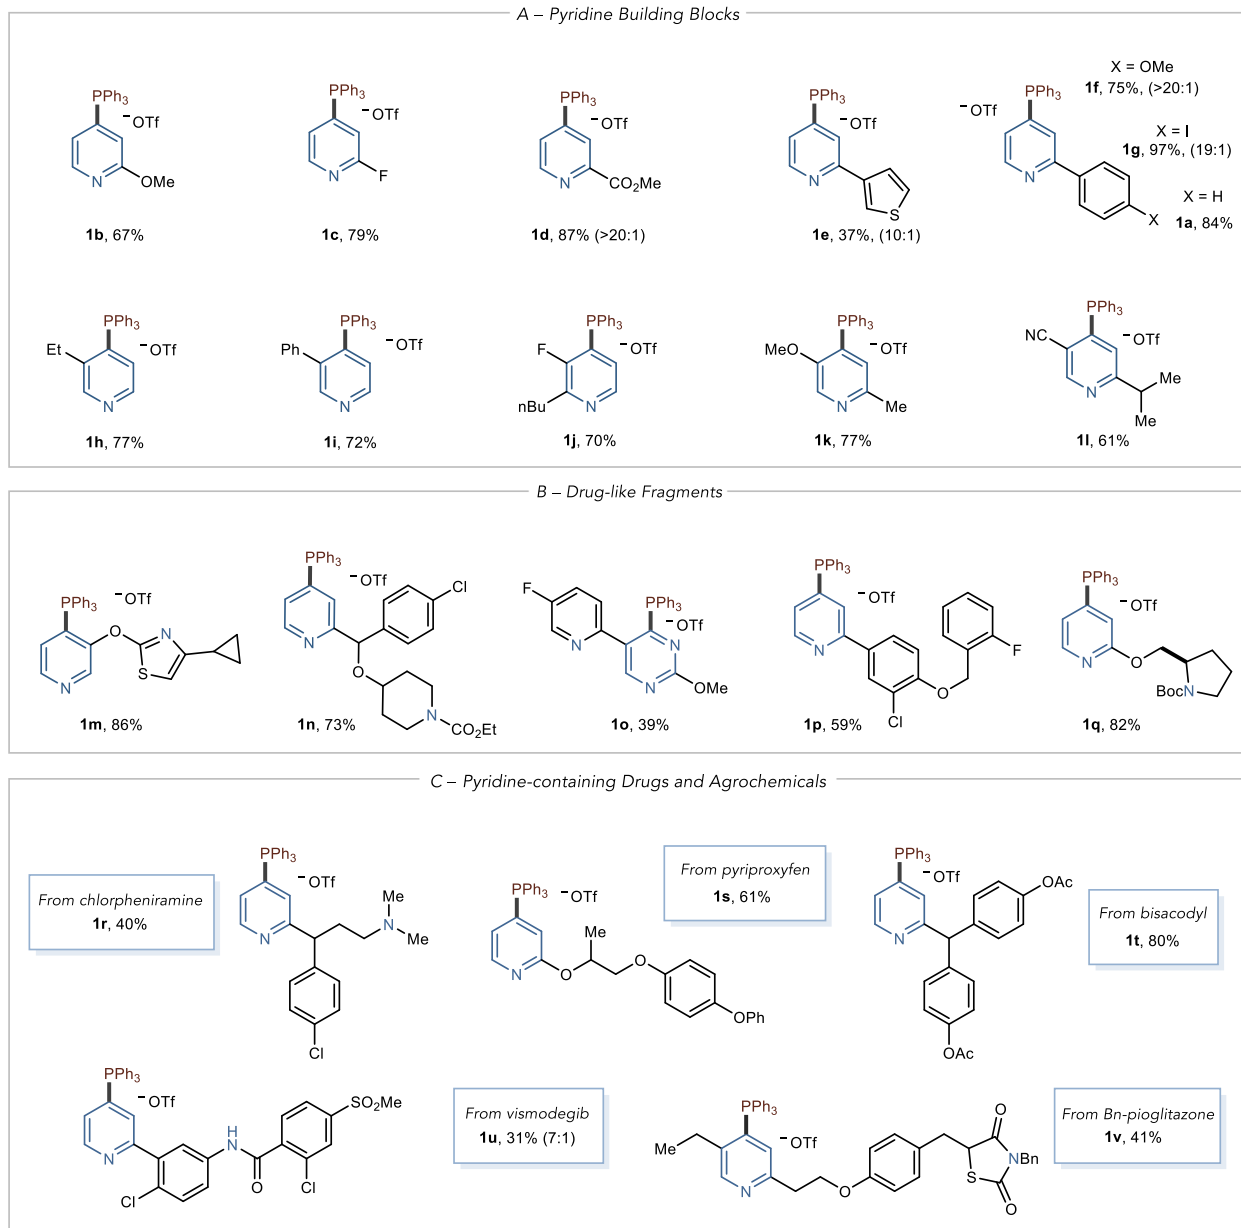 A – Pyridine Building Blocks
PPh3
−OTf
N
OMe
1b, 67%
PPh3
−OTf
N
F
1c, 79%
PPh3
−OTf
N
CO2Me
1d, 87% (>20:1)
PPh3
−OTf
N
S
1e, 37%, (10:1)
−OTf
PPh3
N
X
X = OMe
1f, 75%, (>20:1)
X = I
1g, 97%, (19:1)
X = H
1a, 84%
Et
PPh3
−OTf
N
1h, 77%
Ph
PPh3
−OTf
N
1i, 72%
F
PPh3
−OTf
nBu
N
1j, 70%
MeO
PPh3
−OTf
N
Me
1k, 77%
NC
PPh3
−OTf
N
Me
Me
1l, 61%
B – Drug-like Fragments
PPh3
−OTf
O
N
S
N
1m, 86%
PPh3
−OTf
Cl
N
O
N
CO2Et
1n, 73%
F
PPh3
−OTf
N
N
N
OMe
1o, 39%
PPh3
−OTf
N
F
O
Cl
1p, 59%
PPh3
−OTf
N
O
BocN
1q, 82%
C – Pyridine-containing Drugs and Agrochemicals
From chlorpheniramine
1r, 40%
PPh3
−OTf
N
Me
N
Me
Cl
From pyriproxyfen
1s, 61%
PPh3
−OTf
Me
N
O
O
OPh
PPh3
−OTf
OAc
N
OAc
From bisacodyl
1t, 80%
PPh3
−OTf
N
Cl
H
N
O
SO2Me
Cl
From vismodegib
1u, 31% (7:1)
PPh3
−OTf
Me
N
O
O
S
NBn
O
From Bn-pioglitazone
1v, 41%